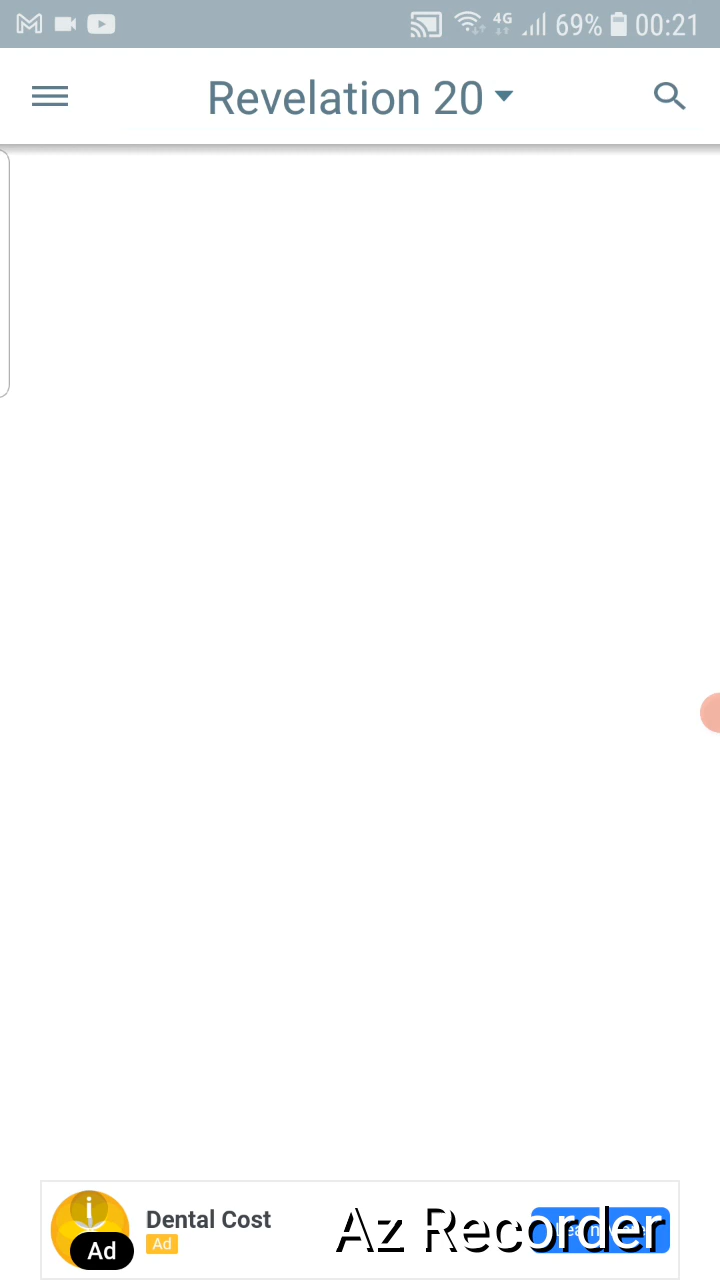 4G 69% 00:21
Revelation 20
i
Dental Cost
Ad
Ad
Az Recorder